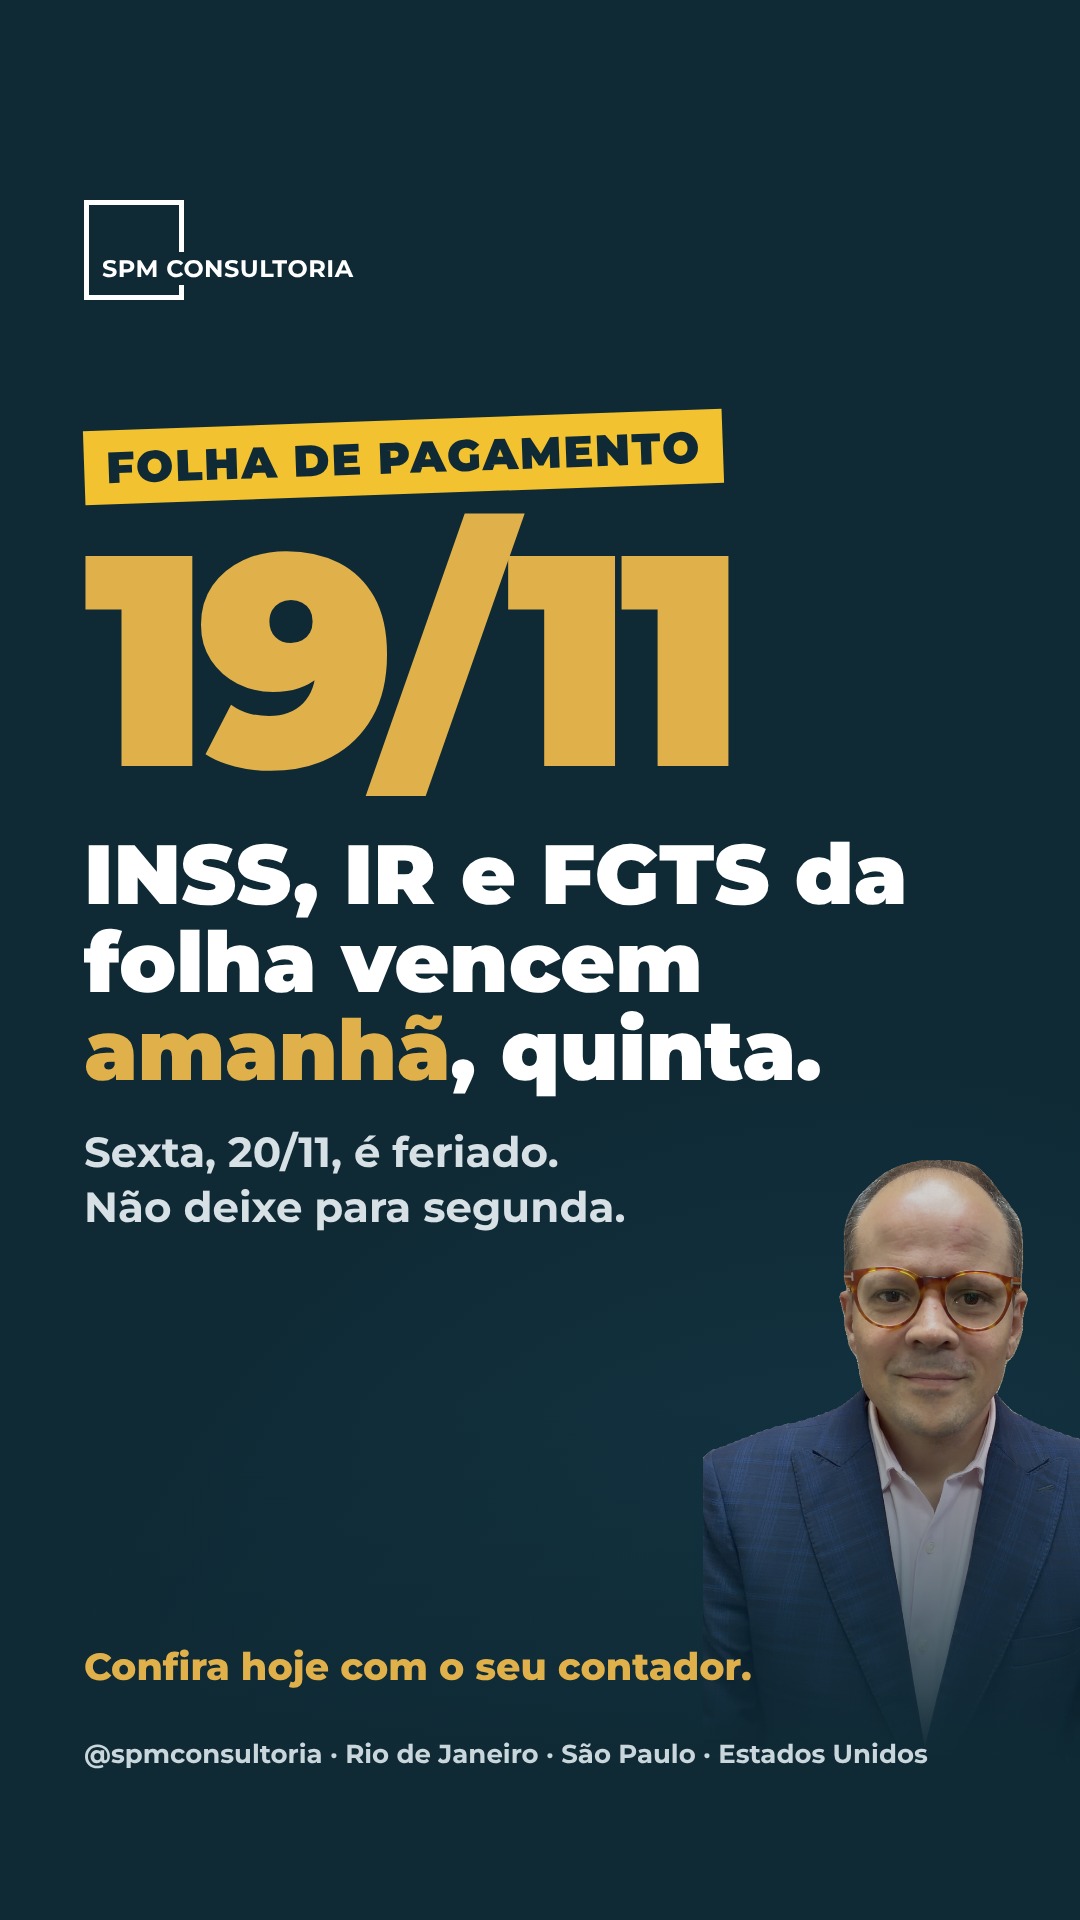 SPM CONSULTORIA
FOLHA DE PAGAMENTO
19/11
INSS, IR e FGTS da
folha vencem
amanhã, quinta.
Sexta, 20/11, é feriado.
Não deixe para segunda.
Confira hoje com o seu contador.
@spmconsultoria · Rio de Janeiro · São Paulo · Estados Unidos